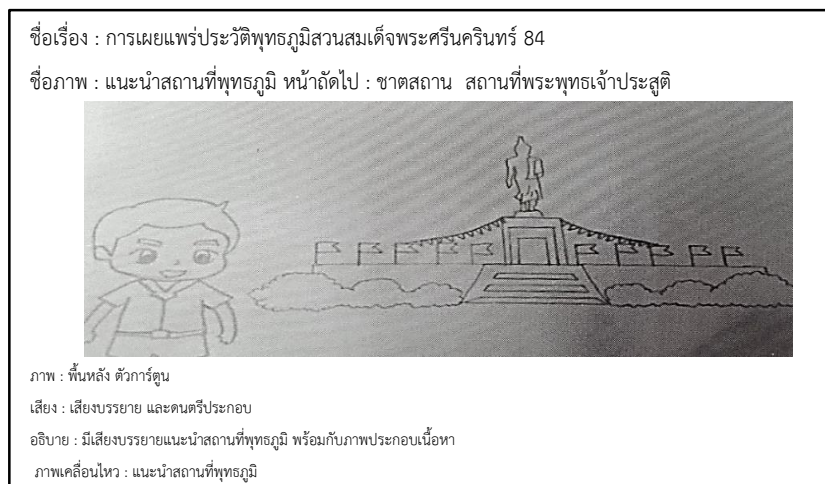 ชื่อเรื่อง : การเผยแพร่ประวัติพุทธภูมิสวนสมเด็จพระศรีนครินทร์ 84
ชื่อภาพ : แนะนำสถานที่พุทธภูมิ หน้าถัดไป : ชาตสถาน สถานที่พระพุทธเจ้าประสูติ
ภาพ : พื้นหลัง ตัวการ์ตูน
เสียง : เสียงบรรยาย และดนตรีประกอบ
อธิบาย : มีเสียงบรรยายแนะนำสถานที่พุทธภูมิ พร้อมกับภาพประกอบเนื้อหา
ภาพเคลื่อนไหว : แนะนำสถานที่พุทธภูมิ